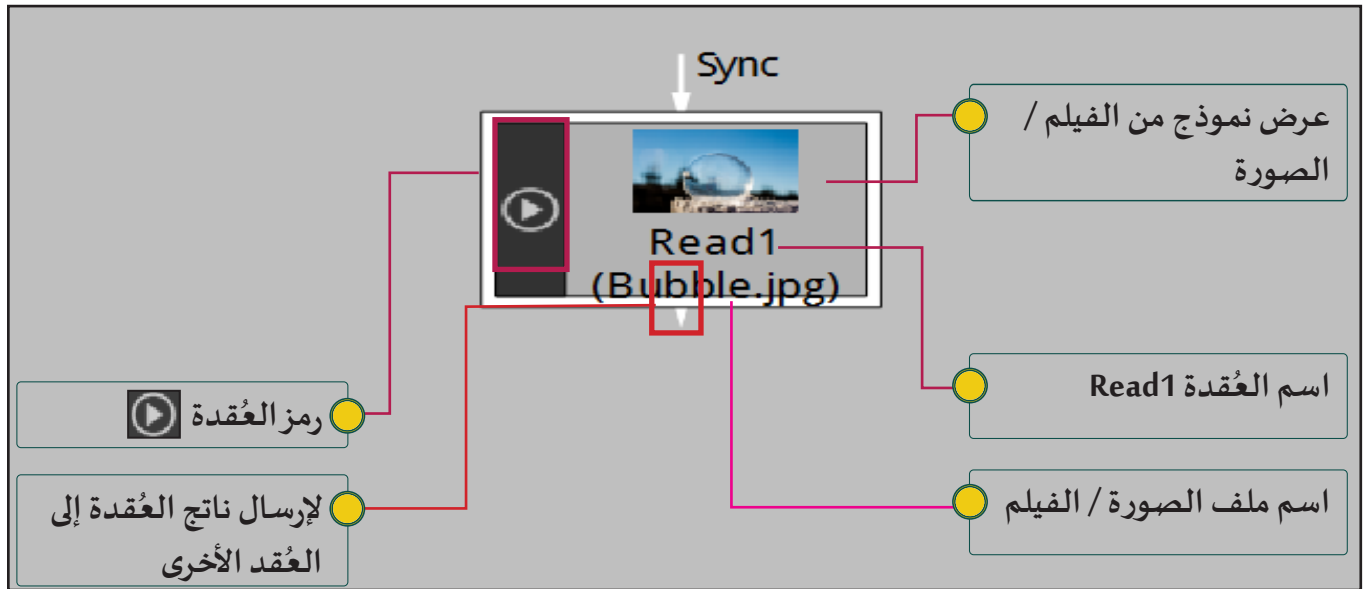 Sync
عرض نموذج من الفيلم /
الصورة
Read1
(Bubble.jpg)
اسم العُقدة Read1
رمز العُقدة
اسم ملف الصورة / الفيلم
لإرسال ناتج العُقدة إلى
العُقد الأخرى